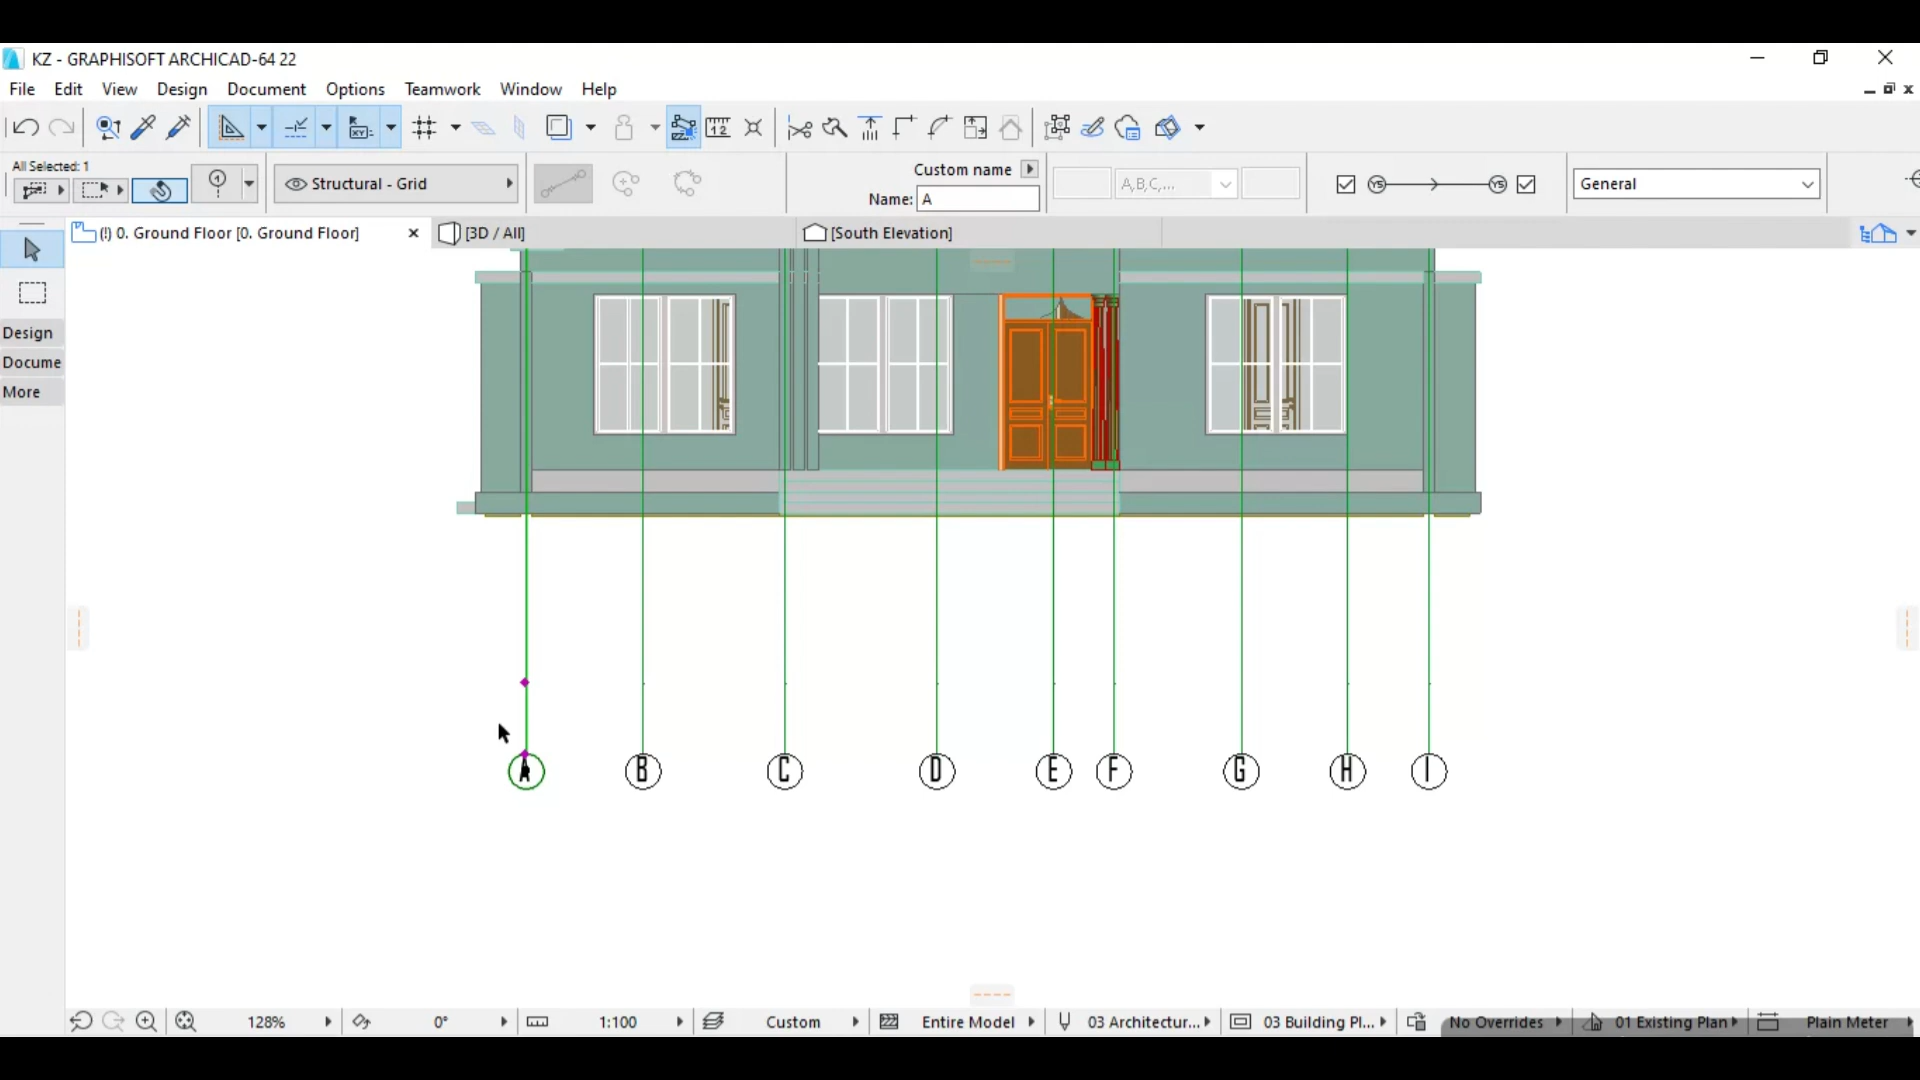 KZ - GRAPHISOFT ARCHICAD-64 22
File Edit View Design Document Options Teamwork Window Help
All Selected: 1
Structural - Grid
Custom name
Name: A
A,B,C,...
General
(!) 0. Ground Floor [0. Ground Floor]
[3D / All]
[South Elevation]
Design
Docume
More
A B C D E F G H I
128% 0° 1:100 Custom Entire Model 03 Architectur... 03 Building Pl... No Overrides 01 Existing Plan Plain Meter